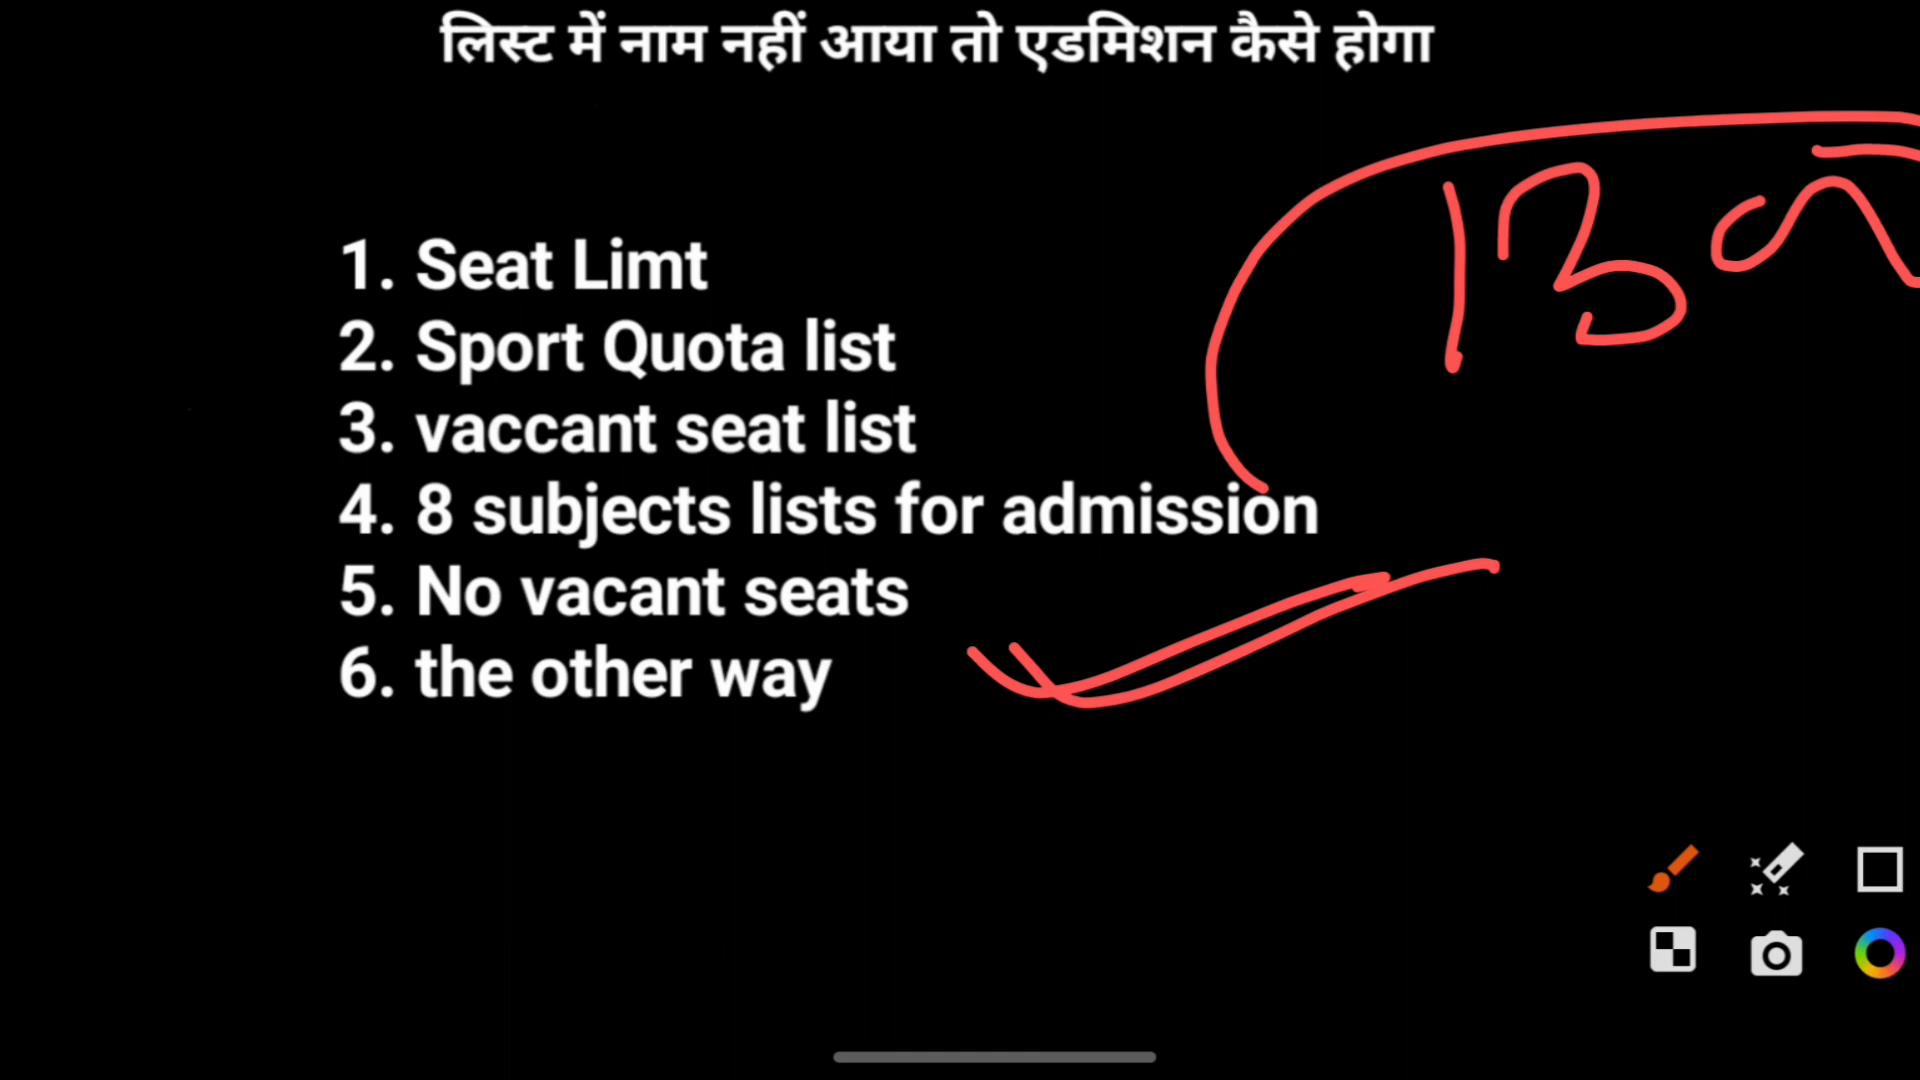 लिस्ट में नाम नहीं आया तो एडमिशन कैसे होगा
1. Seat Limt
2. Sport Quota list
3. vaccant seat list
4. 8 subjects lists for admission
5. No vacant seats
6. the other way